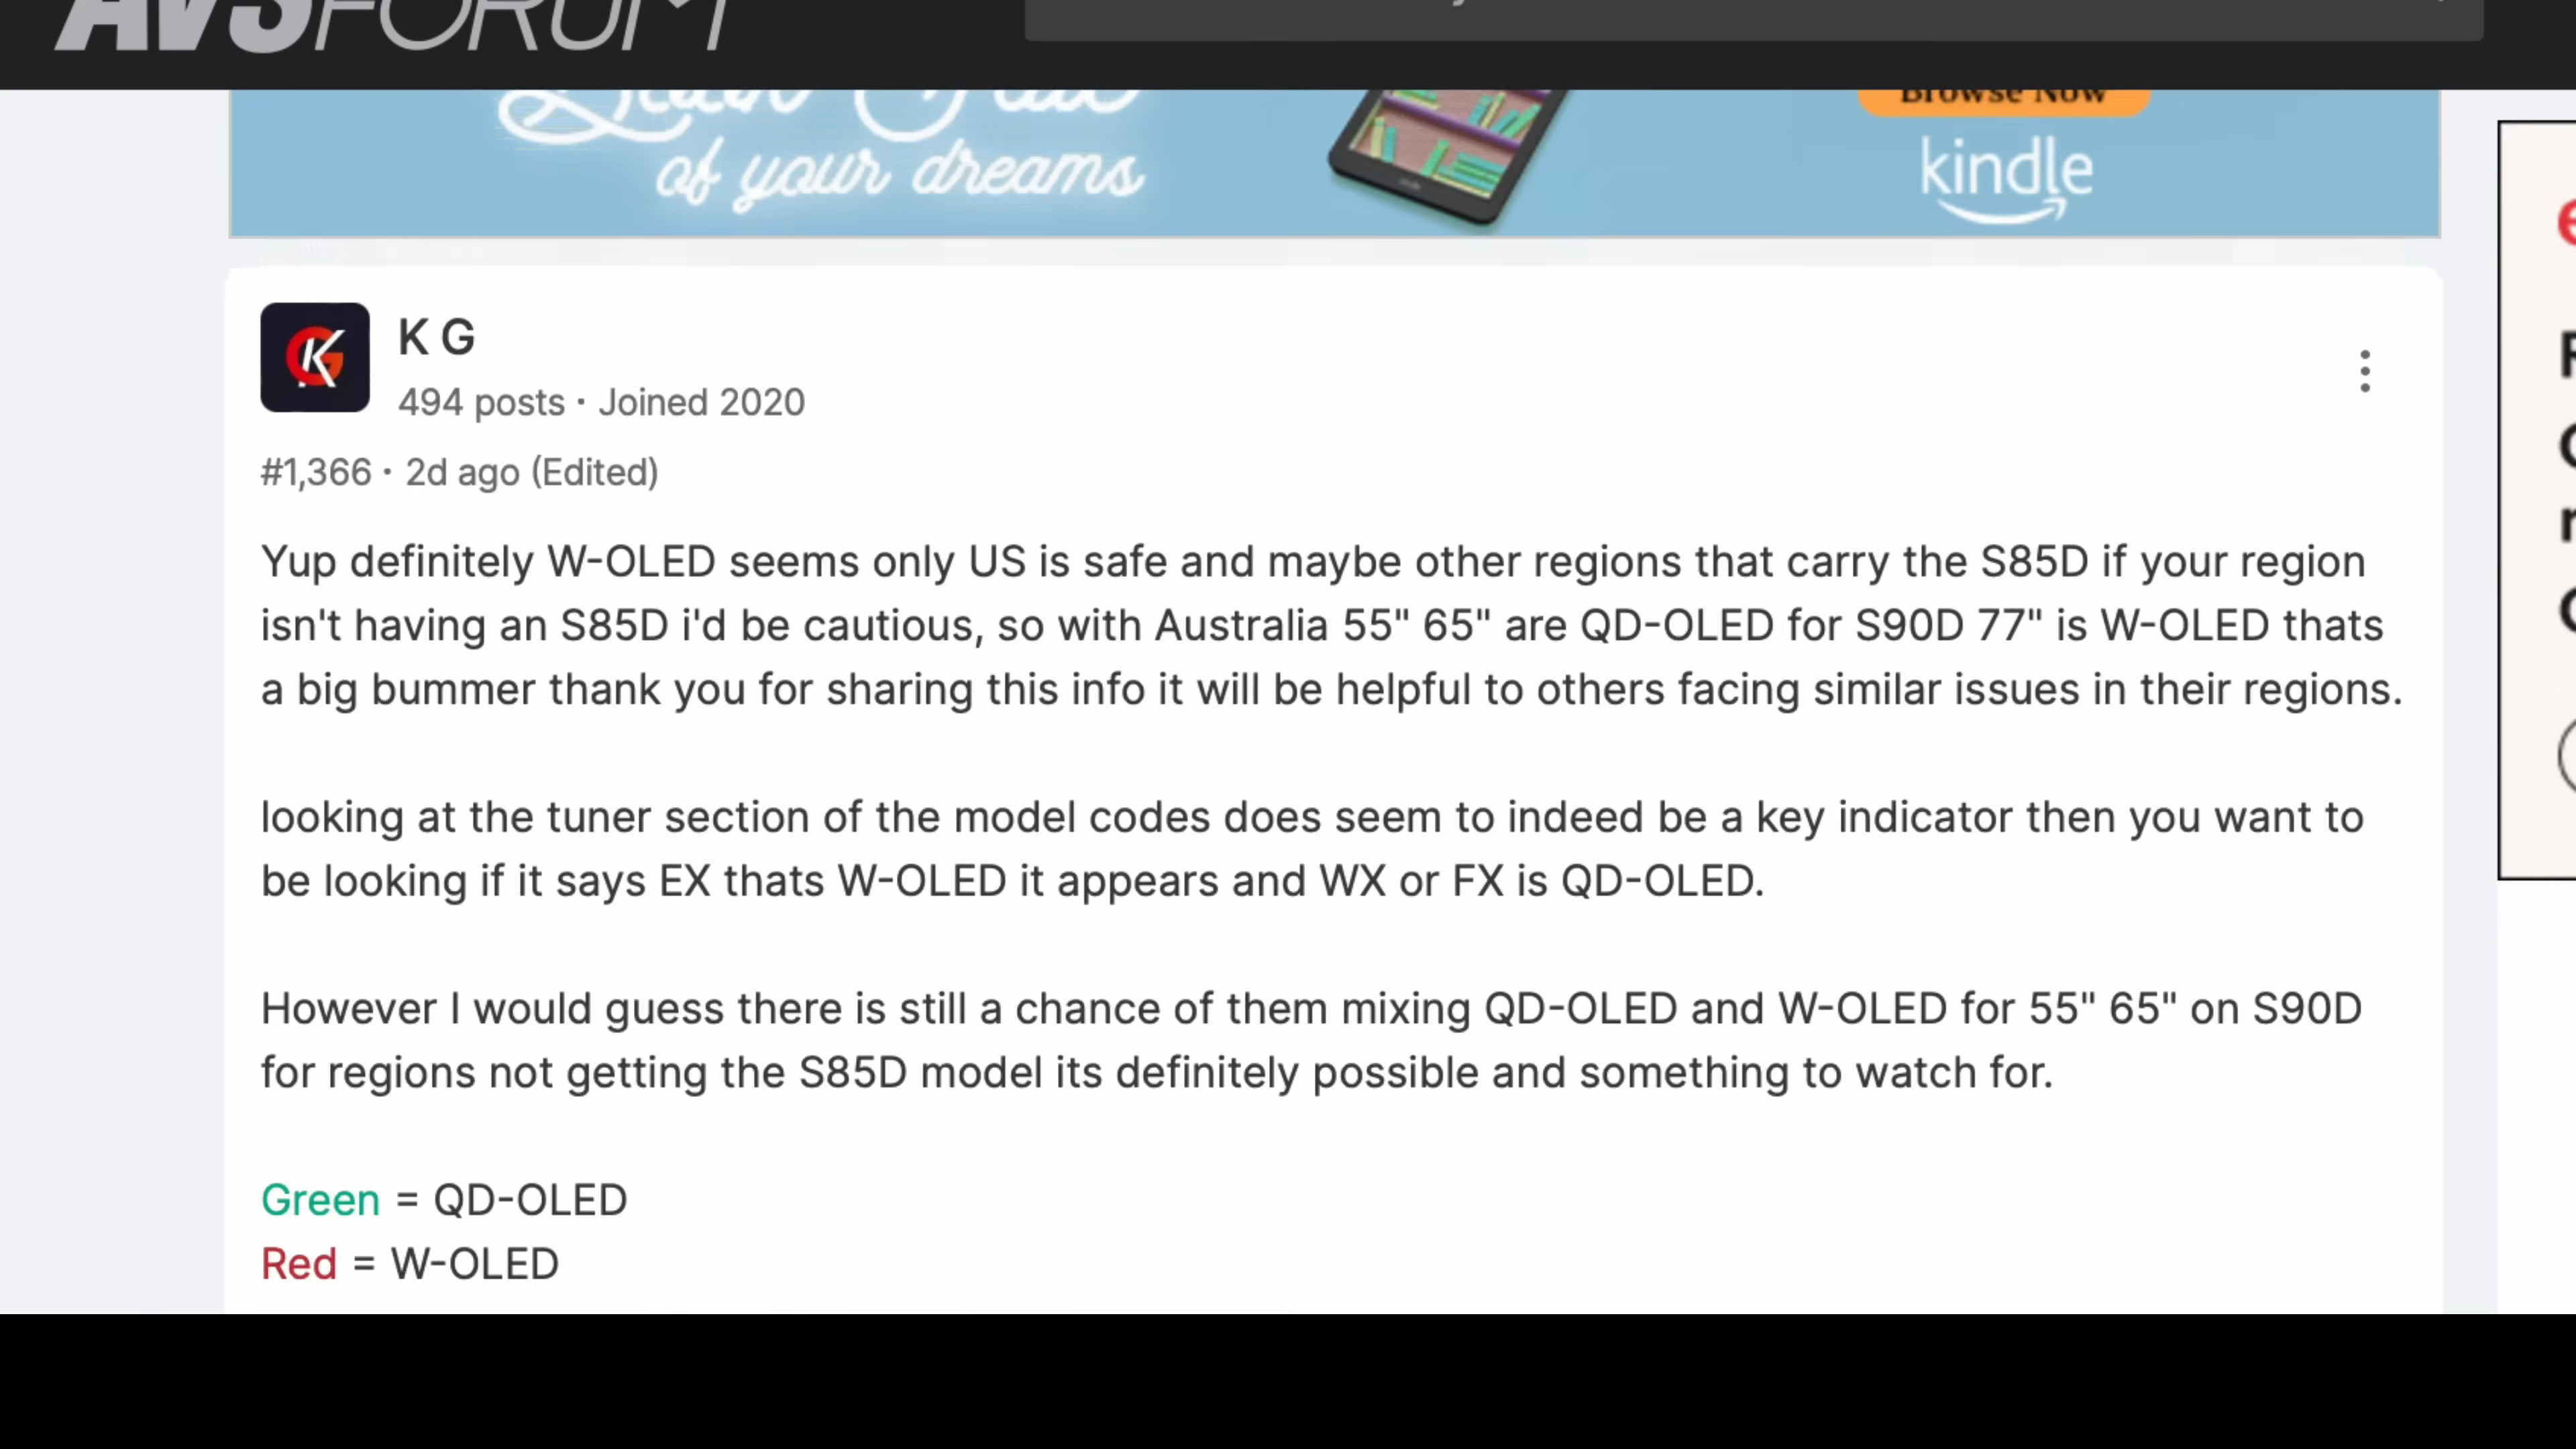 AVSFORUM
of your dreams
Browse Now
kindle
K G
494 posts · Joined 2020
#1,366 · 2d ago (Edited)
Yup definitely W-OLED seems only US is safe and maybe other regions that carry the S85D if your region
isn't having an S85D i'd be cautious, so with Australia 55" 65" are QD-OLED for S90D 77" is W-OLED thats
a big bummer thank you for sharing this info it will be helpful to others facing similar issues in their regions.
looking at the tuner section of the model codes does seem to indeed be a key indicator then you want to
be looking if it says EX thats W-OLED it appears and WX or FX is QD-OLED.
However I would guess there is still a chance of them mixing QD-OLED and W-OLED for 55" 65" on S90D
for regions not getting the S85D model its definitely possible and something to watch for.
Green = QD-OLED
Red = W-OLED